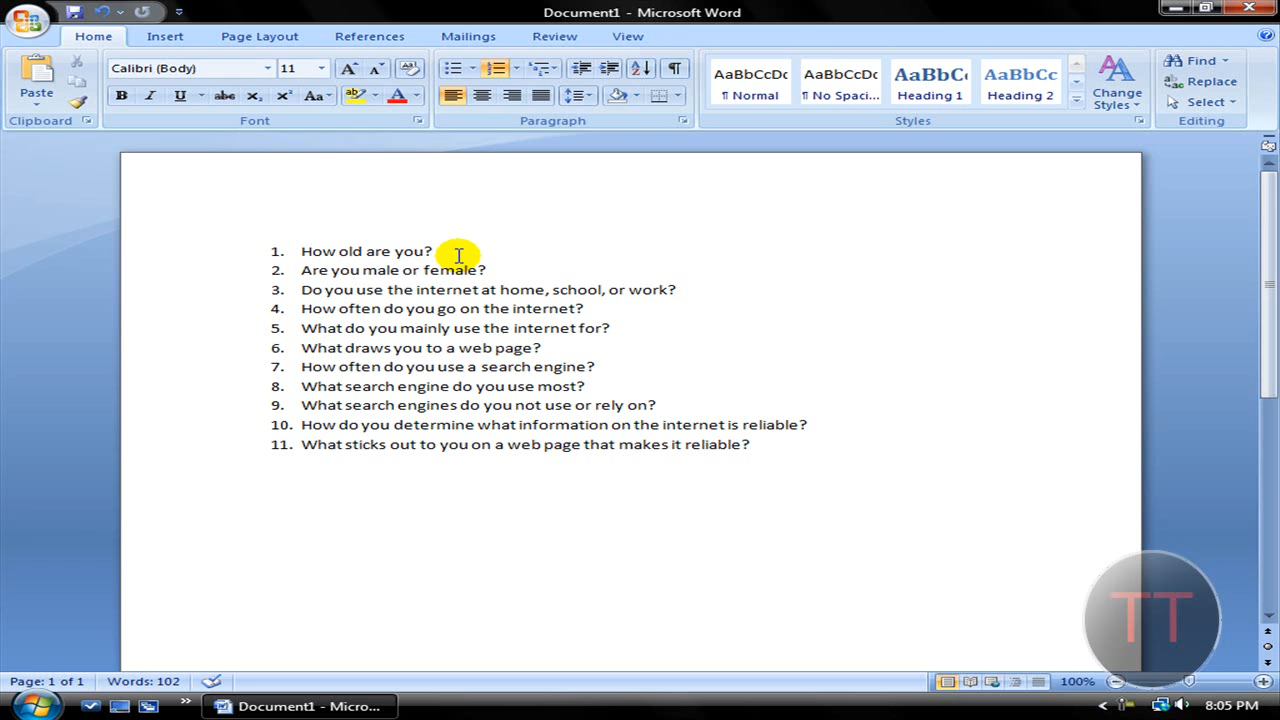 Document1 - Microsoft Word
Home Insert Page Layout References Mailings Review View
Calibri (Body) 11
Paste
B I U abc X₂ X² Aa
AaBbCcDc AaBbCcDc AaBbCc AaBbCc
¶ Normal ¶ No Spaci... Heading 1 Heading 2
Change Styles
Find
Replace
Select
Clipboard Font Paragraph Styles Editing
1. How old are you?
2. Are you male or female?
3. Do you use the internet at home, school, or work?
4. How often do you go on the internet?
5. What do you mainly use the internet for?
6. What draws you to a web page?
7. How often do you use a search engine?
8. What search engine do you use most?
9. What search engines do you not use or rely on?
10. How do you determine what information on the internet is reliable?
11. What sticks out to you on a web page that makes it reliable?
TT
Page: 1 of 1 Words: 102 100%
Document1 - Micro... 8:05 PM